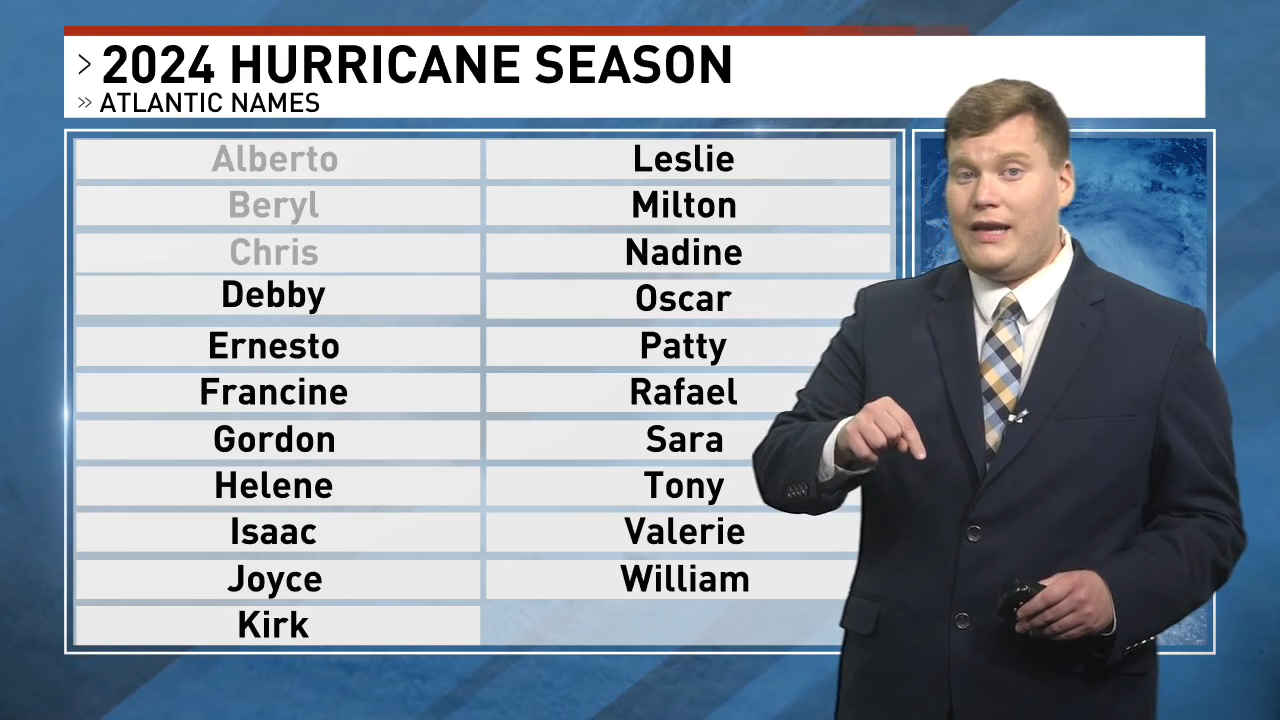 > 2024 HURRICANE SEASON
» ATLANTIC NAMES
Alberto
Beryl
Chris
Debby
Ernesto
Francine
Gordon
Helene
Isaac
Joyce
Kirk
Leslie
Milton
Nadine
Oscar
Patty
Rafael
Sara
Tony
Valerie
William